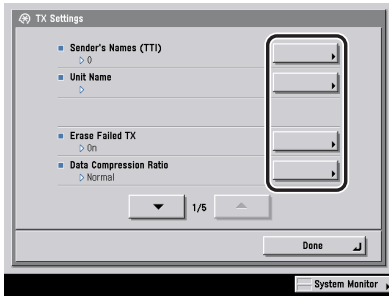 TX Settings
Sender's Names (TTI)
0
Unit Name
Erase Failed TX
On
Data Compression Ratio
Normal
1/5
Done
System Monitor